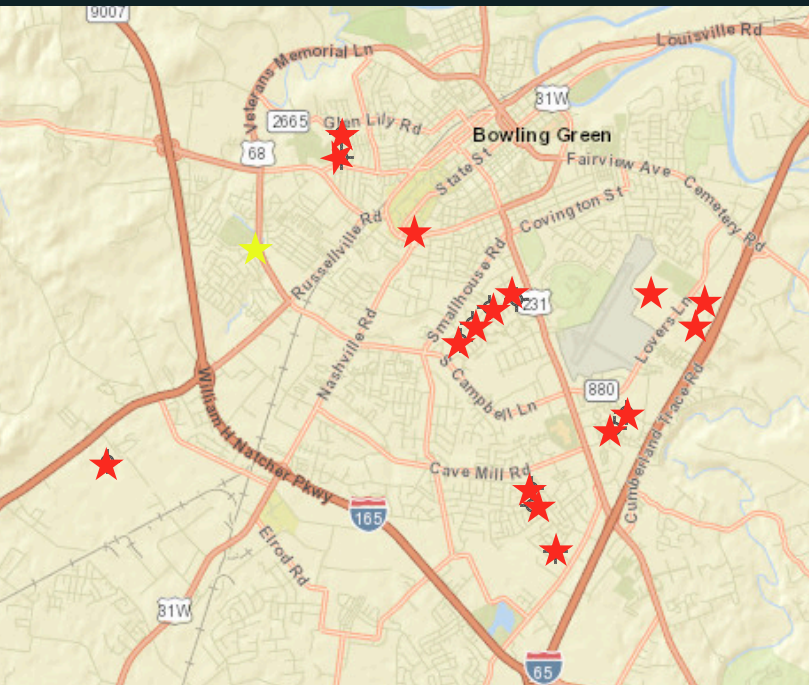 9007
Louisville Rd
Veterans Memorial Ln
31W
2665
Glen Lily Rd
Bowling Green
68
State St
Fairview Ave
Cemetery Rd
Covington St
Russellville Rd
Smallhouse Rd
231
Nashville Rd
Lovers Ln
S Campbell Ln
880
William H Natcher Pkwy
Cumberland Trace Rd
Cave Mill Rd
165
Elrod Rd
31W
65